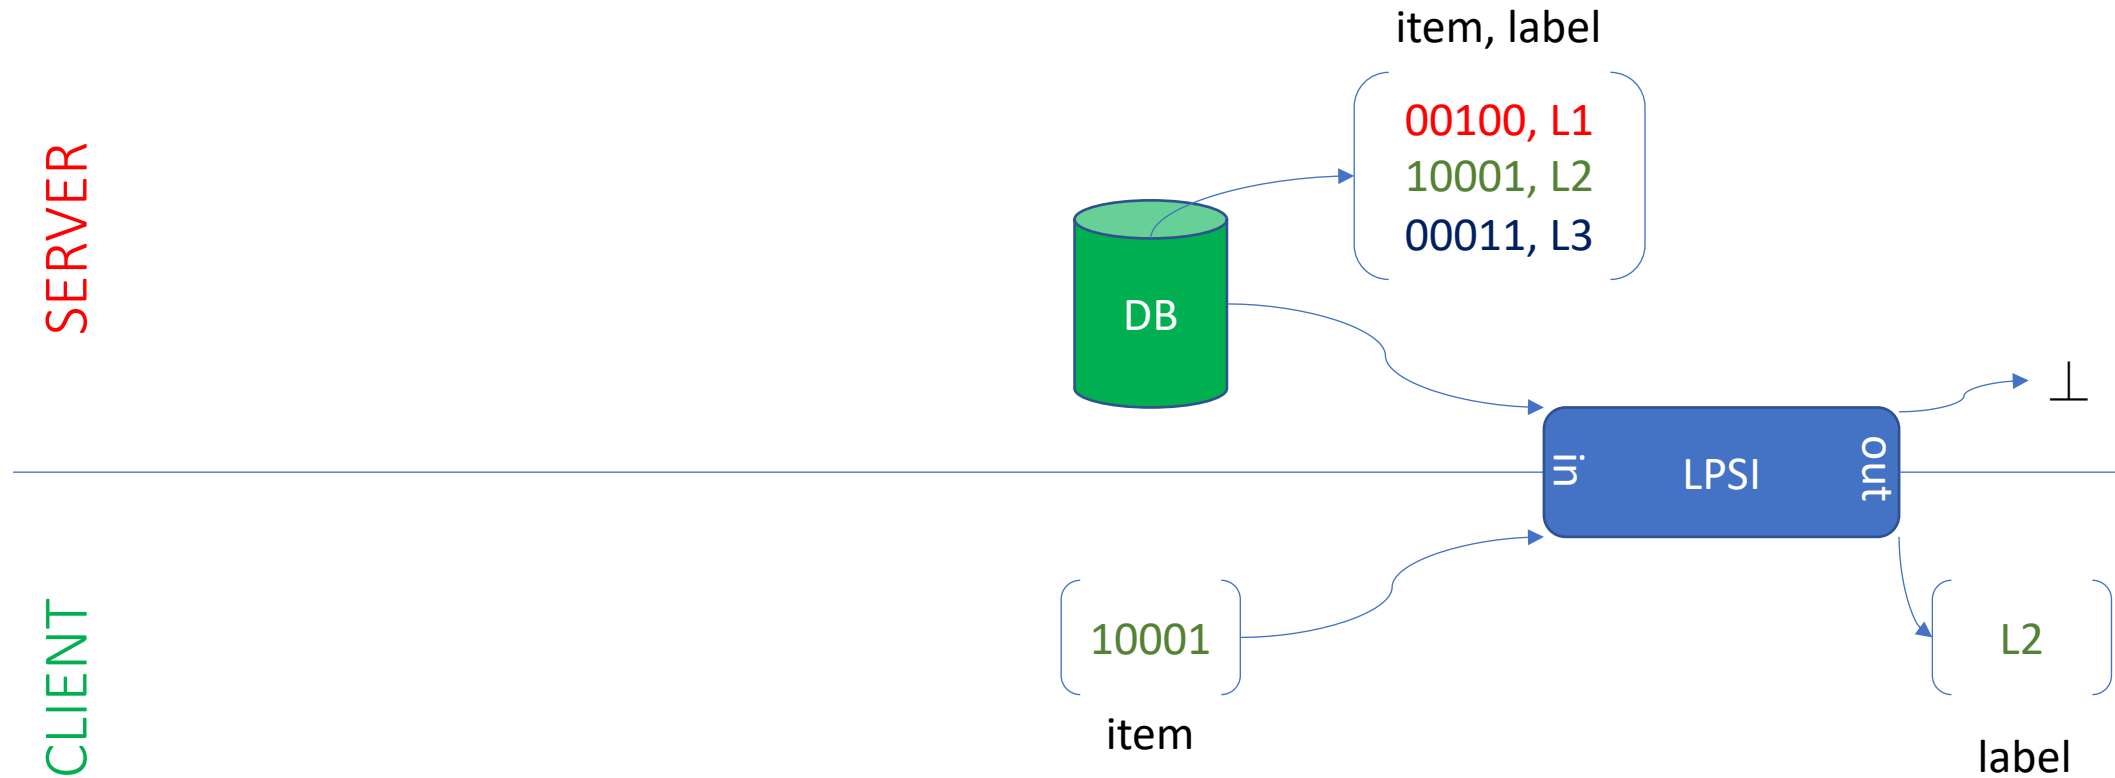 item, label
00100, L1
10001, L2
00011, L3
SERVER
DB
⊥
in
LPSI
out
CLIENT
10001
L2
item
label